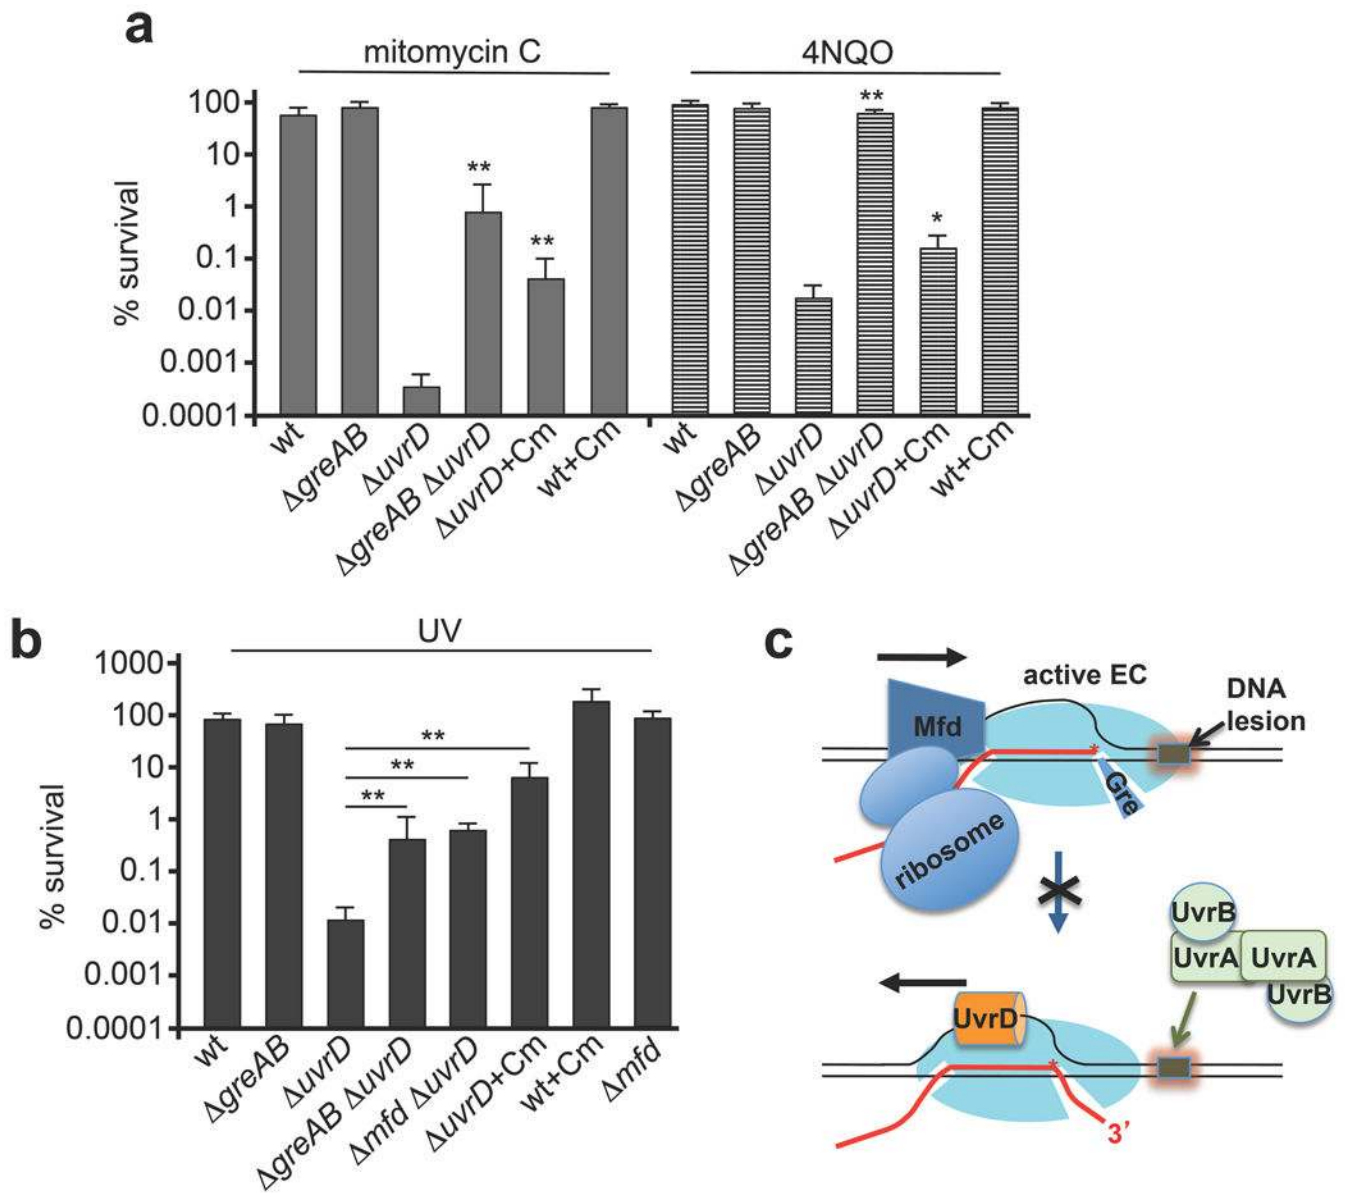 a
mitomycin C
4NQO
% survival
100
10
1
0.1
0.01
0.001
0.0001
**
**
**
*
wt
ΔgreAB
ΔuvrD
ΔgreAB ΔuvrD
ΔuvrD+Cm
wt+Cm
wt
ΔgreAB
ΔuvrD
ΔgreAB ΔuvrD
ΔuvrD+Cm
wt+Cm
b
UV
% survival
1000
100
10
1
0.1
0.01
0.001
0.0001
**
**
**
wt
ΔgreAB
ΔuvrD
ΔgreAB ΔuvrD
Δmfd ΔuvrD
ΔuvrD+Cm
wt+Cm
Δmfd
c
active EC
DNA
lesion
Mfd
*
Gre
ribosome
UvrB
UvrA
UvrA
UvrB
UvrD
*
3'